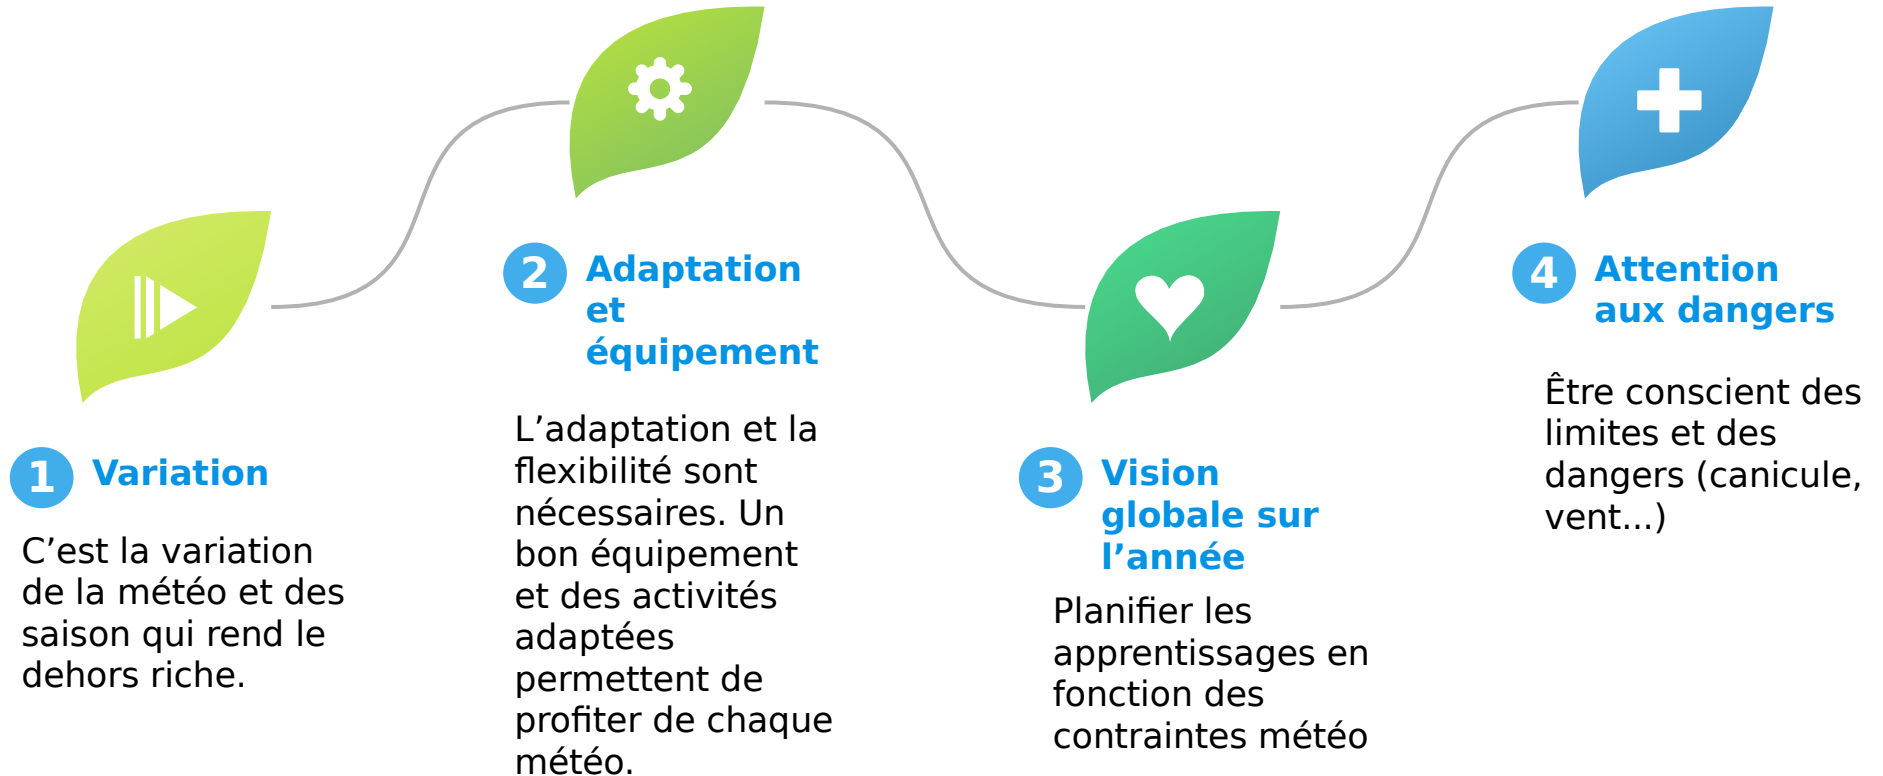 1
Variation
C’est la variation
de la météo et des
saison qui rend le
dehors riche.
2
Adaptation
et
équipement
L’adaptation et la
flexibilité sont
nécessaires. Un
bon équipement
et des activités
adaptées
permettent de
profiter de chaque
météo.
3
Vision
globale sur
l’année
Planifier les
apprentissages en
fonction des
contraintes météo
4
Attention
aux dangers
Être conscient des
limites et des
dangers (canicule,
vent...)